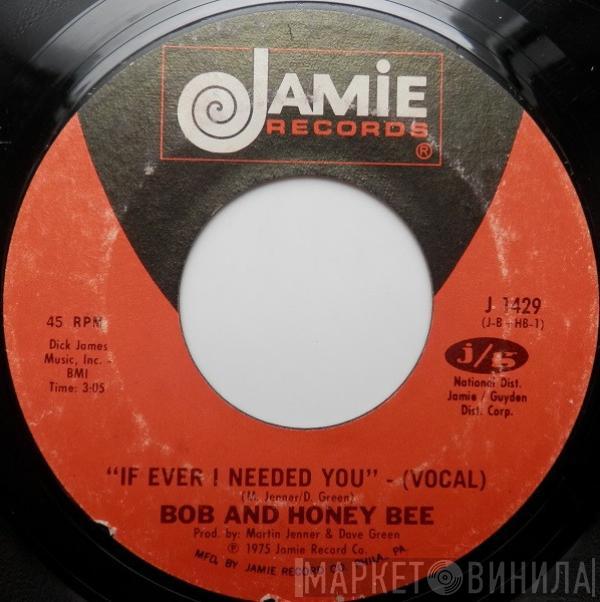 JAMIE
RECORDS
®
J 1429
(J-B - HB-1)
45 RPM
Dick James
Music, Inc. -
BMI
Time: 3:05
j/g
National Dist.
Jamie / Guyden
Dist. Corp.
"IF EVER I NEEDED YOU" - (VOCAL)
(M. Jenner/D. Green)
BOB AND HONEY BEE
Prod. by: Martin Jenner & Dave Green
℗ 1975 Jamie Record Co.
MFG. BY JAMIE RECORD CO. PHILA., PA.
МАРКЕТ ВИНИЛА!